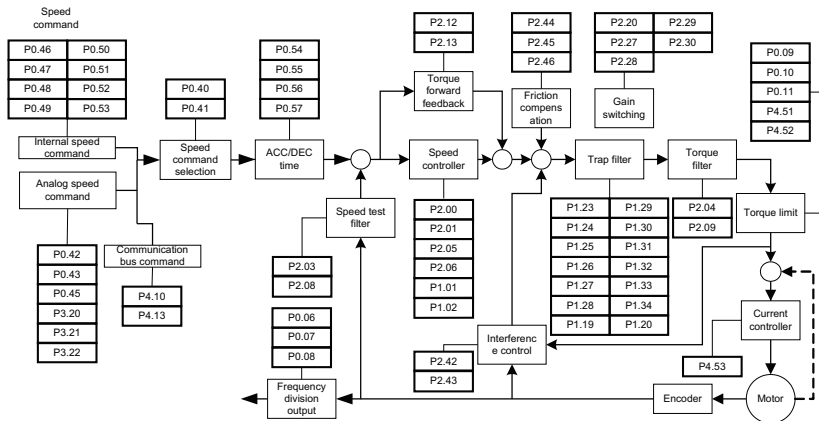 Speed
command
P0.46 P0.50
P0.47 P0.51
P0.48 P0.52
P0.49 P0.53
Internal speed
command
Analog speed
command
P0.42
P0.43
P0.45
P3.20
P3.21
P3.22
Communication
bus command
P4.10
P4.13
P0.40
P0.41
Speed
command
selection
P0.54
P0.55
P0.56
P0.57
ACC/DEC
time
Speed test
filter
P2.03
P2.08
P0.06
P0.07
P0.08
Frequency
division
output
P2.12
P2.13
Torque
forward
feedback
Speed
controller
P2.00
P2.01
P2.05
P2.06
P1.01
P1.02
P2.42
P2.43
Interferenc
e control
P2.44
P2.45
P2.46
Friction
compens
ation
P2.20 P2.29
P2.27 P2.30
P2.28
Gain
switching
Trap filter
P1.23 P1.29
P1.24 P1.30
P1.25 P1.31
P1.26 P1.32
P1.27 P1.33
P1.28 P1.34
P1.19 P1.20
Torque
filter
P2.04
P2.09
P0.09
P0.10
P0.11
P4.51
P4.52
Torque limit
Current
controller
P4.53
Encoder
Motor